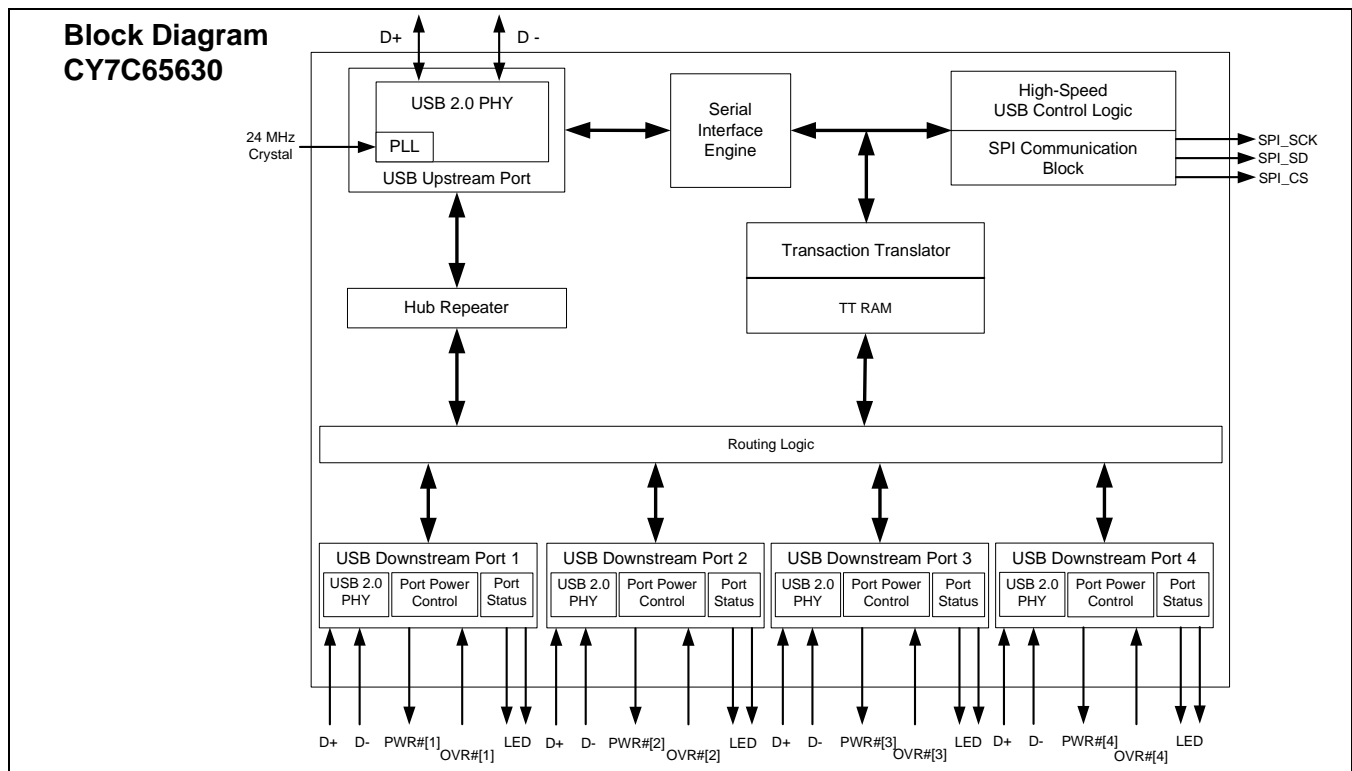 Block Diagram
CY7C65630
D+
D -
USB 2.0 PHY
PLL
USB Upstream Port
24 MHz
Crystal
Serial
Interface
Engine
High-Speed
USB Control Logic
SPI Communication
Block
SPI_SCK
SPI_SD
SPI_CS
Transaction Translator
TT RAM
Hub Repeater
Routing Logic
USB Downstream Port 1
USB 2.0
PHY
Port Power
Control
Port
Status
USB Downstream Port 2
USB 2.0
PHY
Port Power
Control
Port
Status
USB Downstream Port 3
USB 2.0
PHY
Port Power
Control
Port
Status
USB Downstream Port 4
USB 2.0
PHY
Port Power
Control
Port
Status
D+
D-
PWR#[1]
OVR#[1]
LED
D+
D-
PWR#[2]
OVR#[2]
LED
D+
D-
PWR#[3]
OVR#[3]
LED
D+
D-
PWR#[4]
OVR#[4]
LED